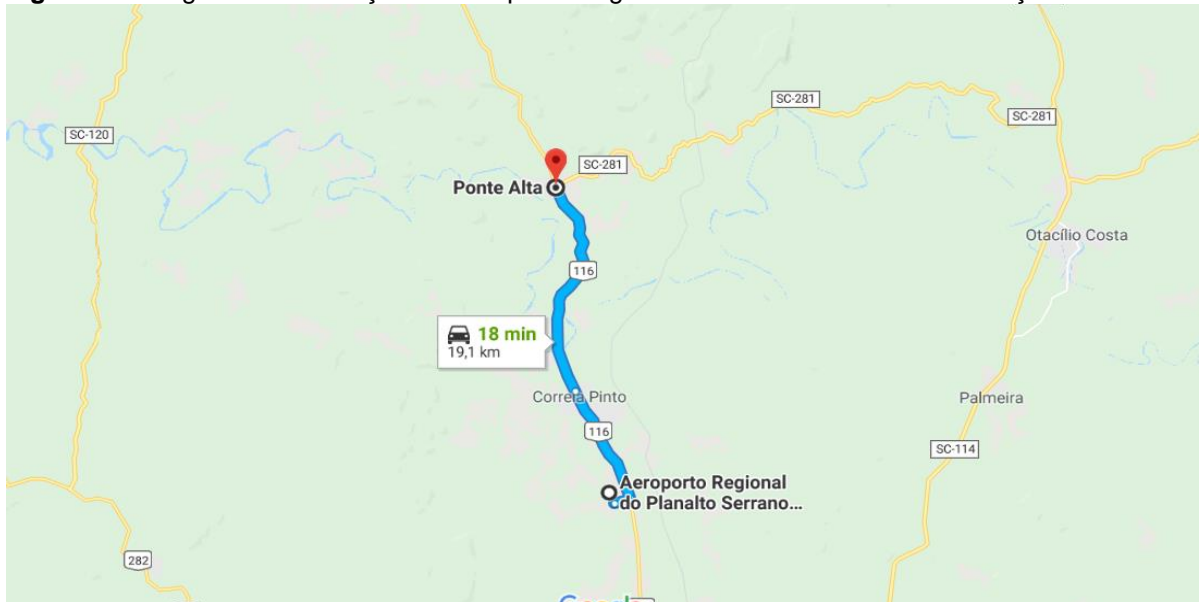 SC-281
SC-120
SC-281
SC-281
Ponte Alta
Otacílio Costa
116
18 min
19,1 km
Correia Pinto
Palmeira
116
SC-114
Aeroporto Regional
do Planalto Serrano...
282